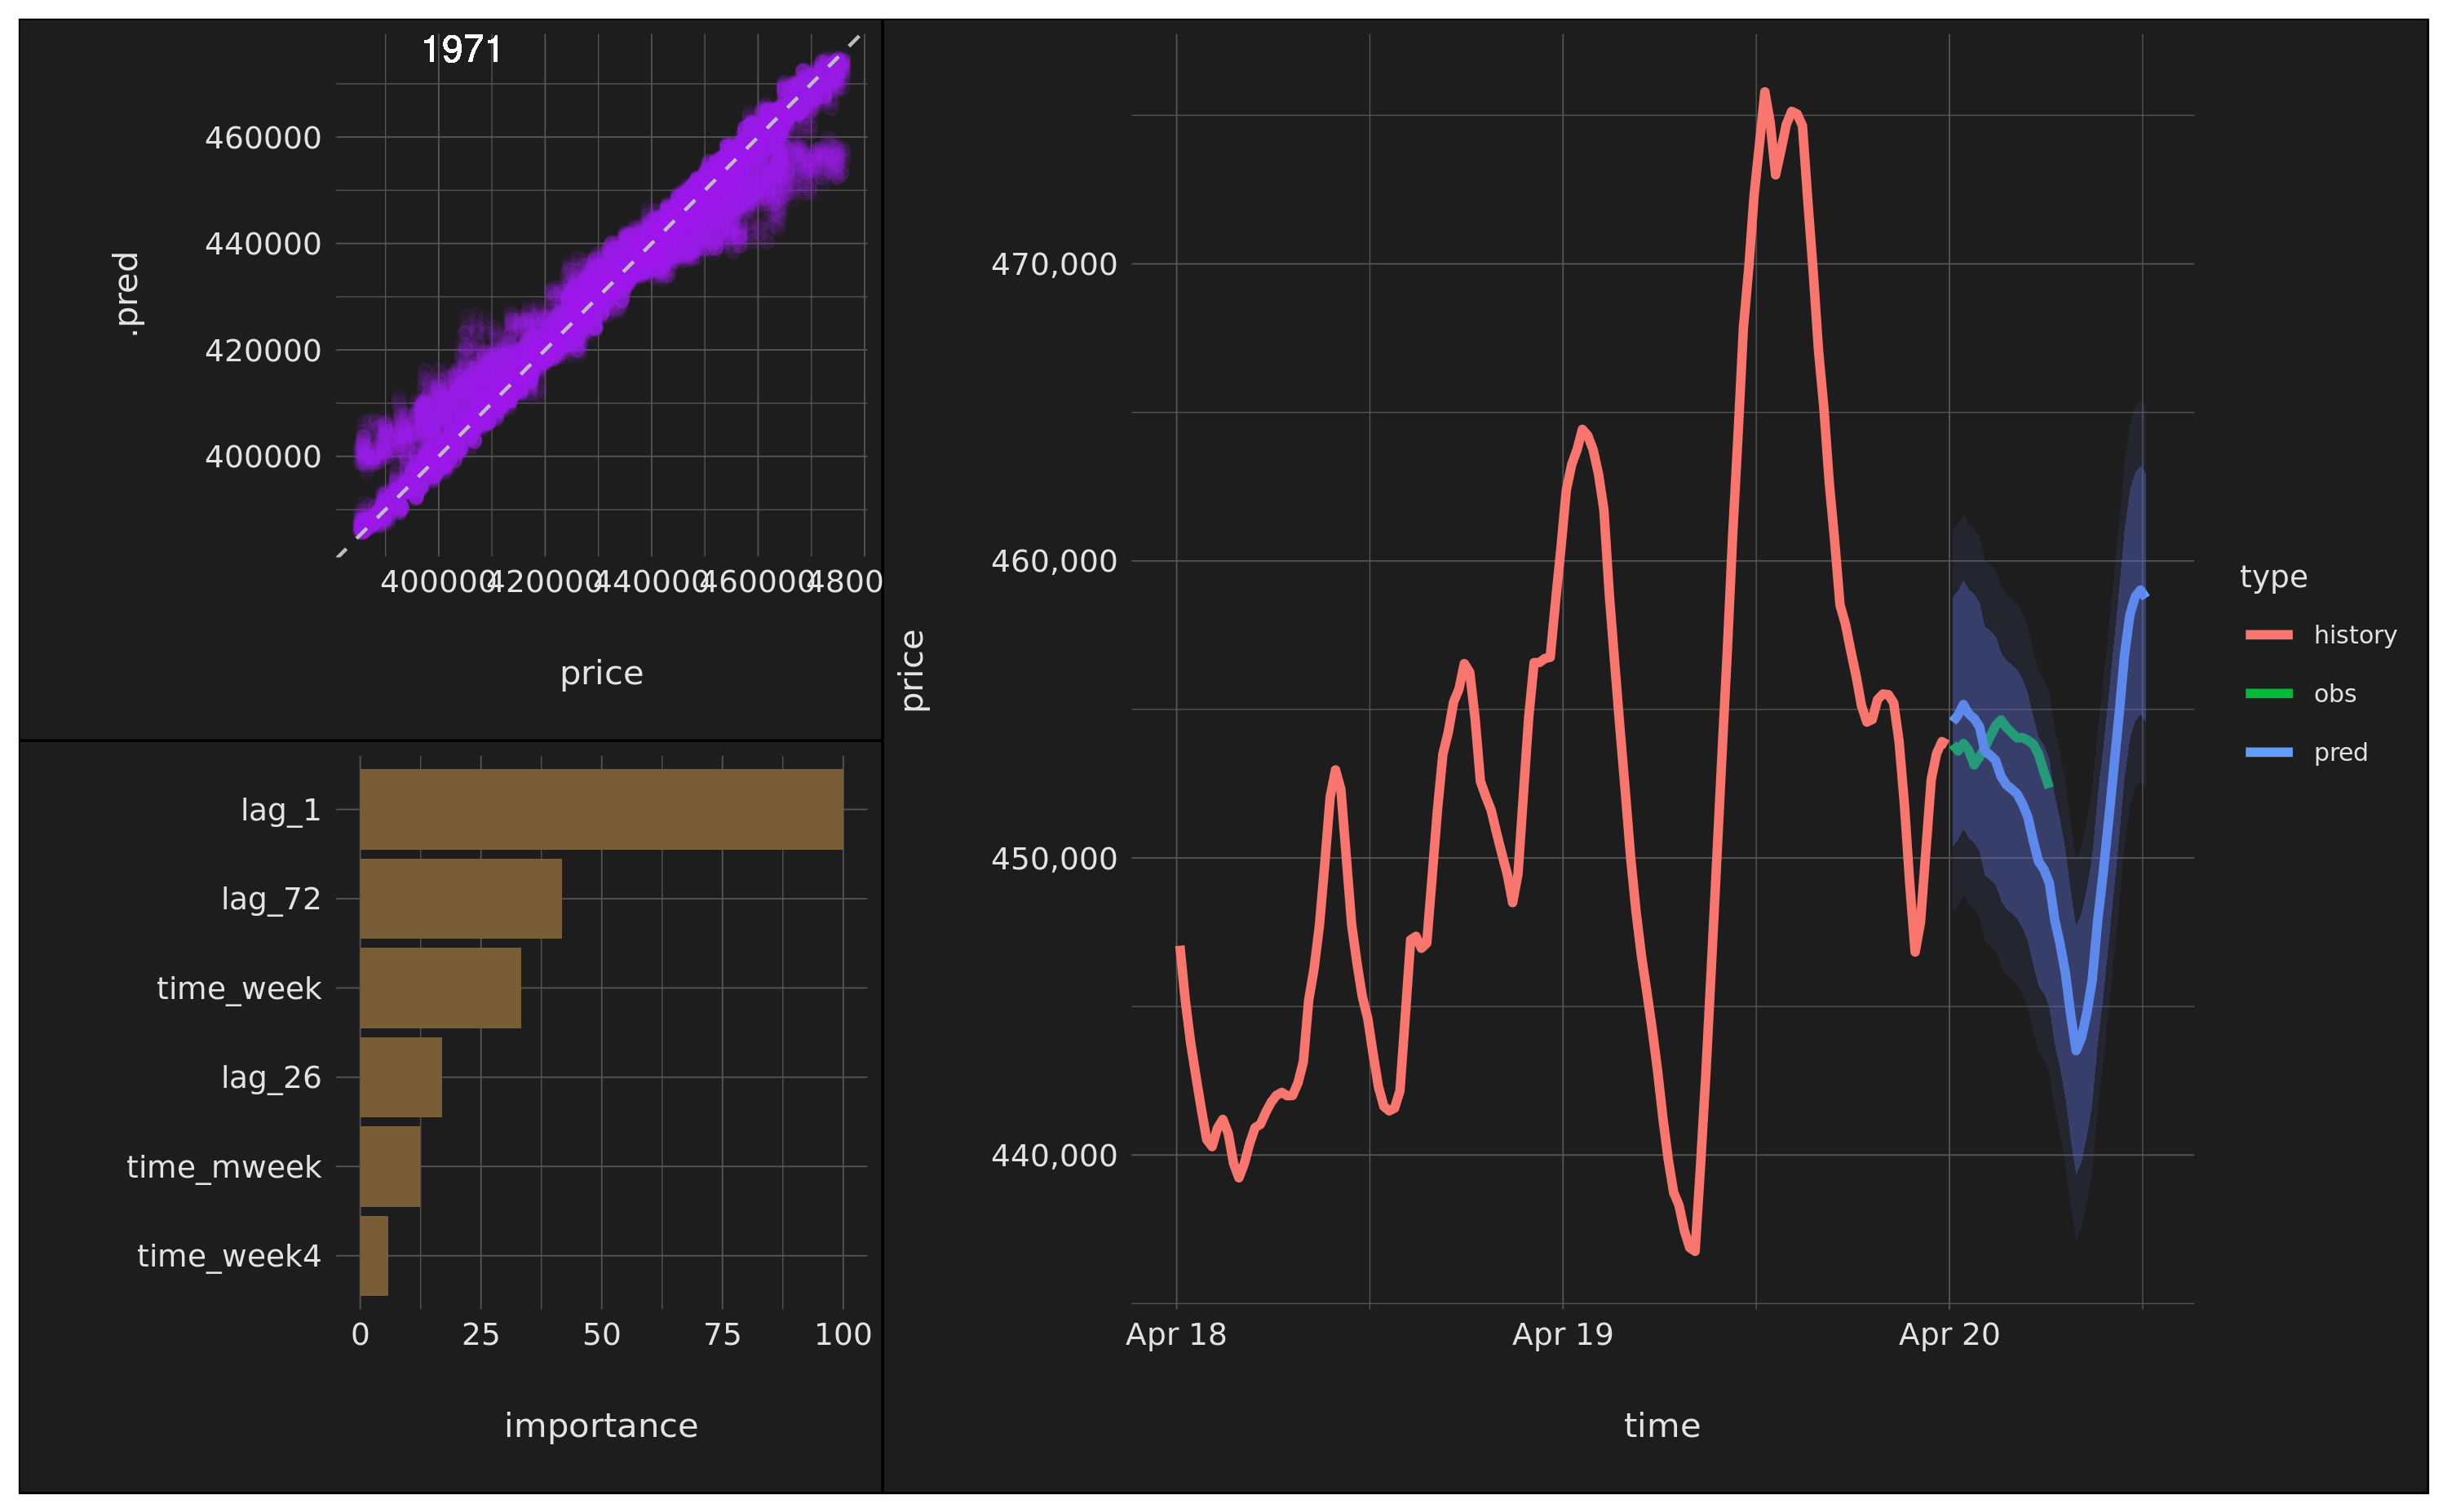 1971
.pred
460000
440000
420000
400000
400000 420000 440000 460000 4800
price
lag_1
lag_72
time_week
lag_26
time_mweek
time_week4
0 25 50 75 100
importance
price
470,000
460,000
450,000
440,000
Apr 18 Apr 19 Apr 20
time
type
history
obs
pred